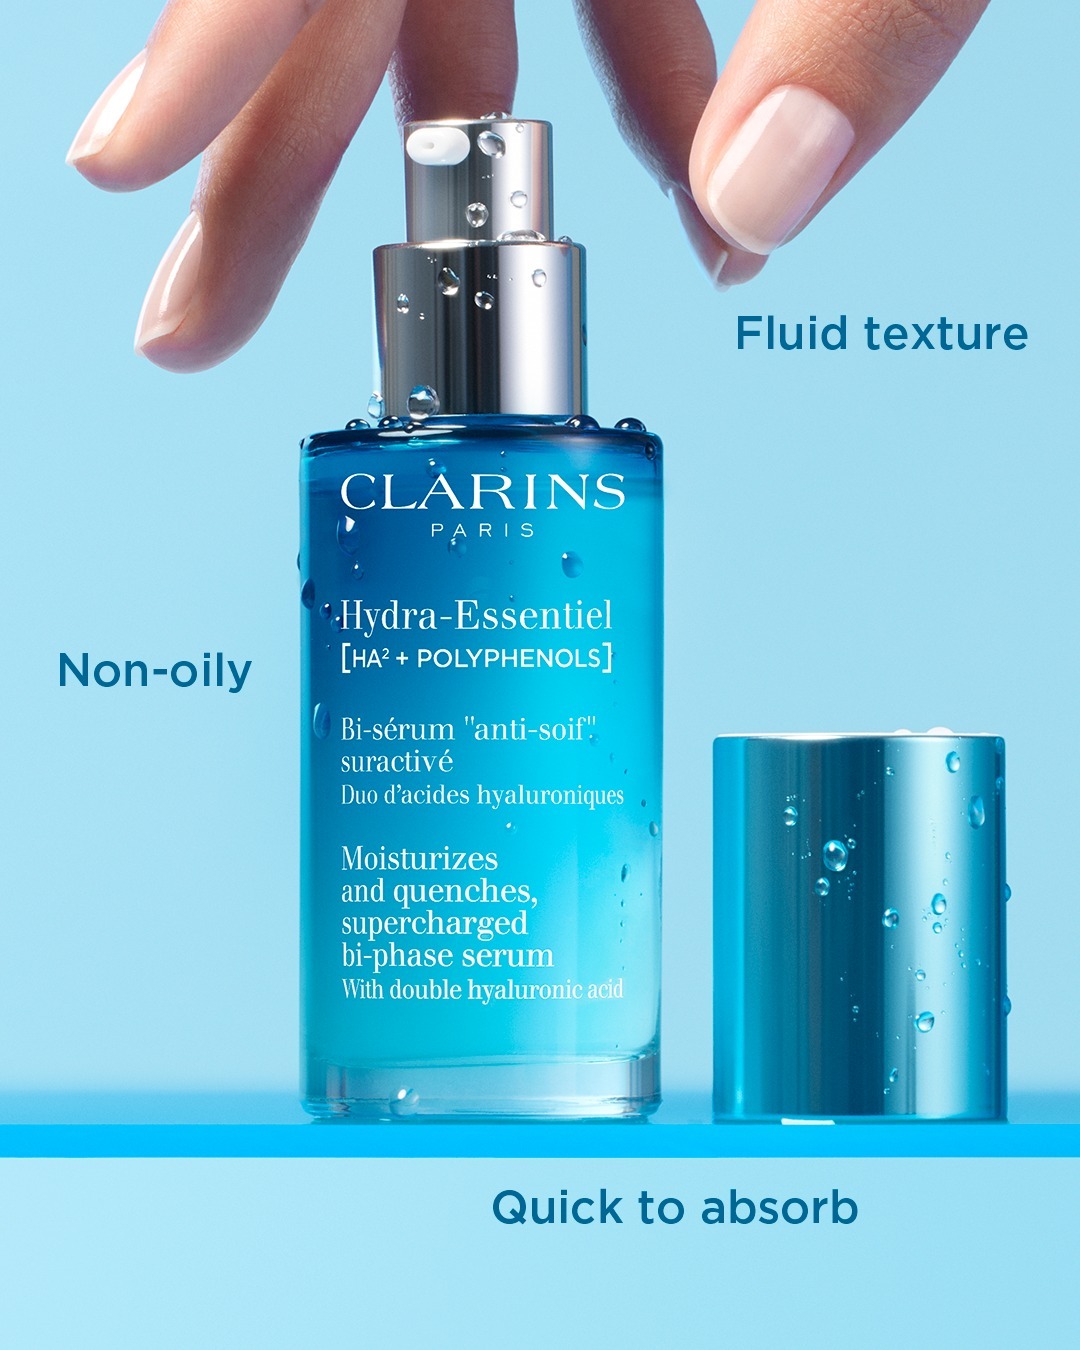 Fluid texture
CLARINS
PARIS
Hydra-Essentiel
[HA² + POLYPHENOLS]
Non-oily
Bi-sérum "anti-soif"
suractivé
Duo d'acides hyaluroniques
Moisturizes
and quenches,
supercharged
bi-phase serum
With double hyaluronic acid
Quick to absorb